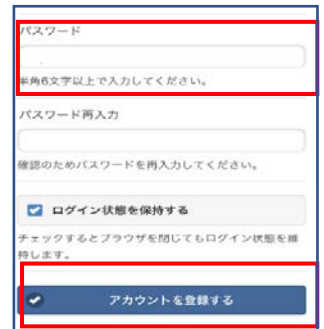 パスワード
半角6文字以上で入力してください。
パスワード再入力
確認のためパスワードを再入力してください。
ログイン状態を保持する
チェックするとブラウザを閉じてもログイン状態を維
持します。
アカウントを登録する